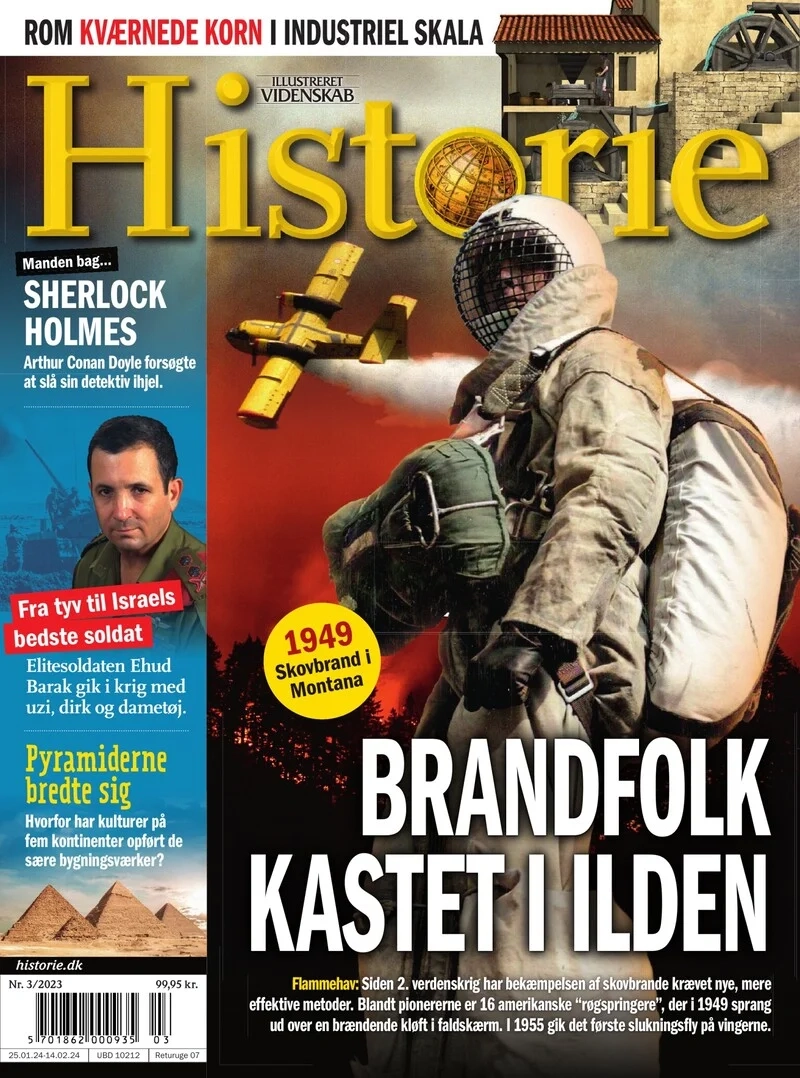 ROM KVÆRNEDE KORN I INDUSTRIEL SKALA
ILLUSTRERET
VIDENSKAB
Historie
Manden bag...
SHERLOCK
HOLMES
Arthur Conan Doyle forsøgte
at slå sin detektiv ihjel.
Fra tyv til Israels
bedste soldat
Elitesoldaten Ehud
Barak gik i krig med
uzi, dirk og dametøj.
Pyramiderne
bredte sig
Hvorfor har kulturer på
fem kontinenter opført de
sære bygningsværker?
historie.dk
Nr. 3/2023 99,95 kr.
5 701862 000935 03
25.01.24-14.02.24 UBD 10212 Returuge 07
1949
Skovbrand i
Montana
BRANDFOLK
KASTET I ILDEN
Flammehav: Siden 2. verdenskrig har bekæmpelsen af skovbrande krævet nye, mere
effektive metoder. Blandt pionererne er 16 amerikanske “røgspringere”, der i 1949 sprang
ud over en brændende kløft i faldskærm. I 1955 gik det første slukningsfly på vingerne.